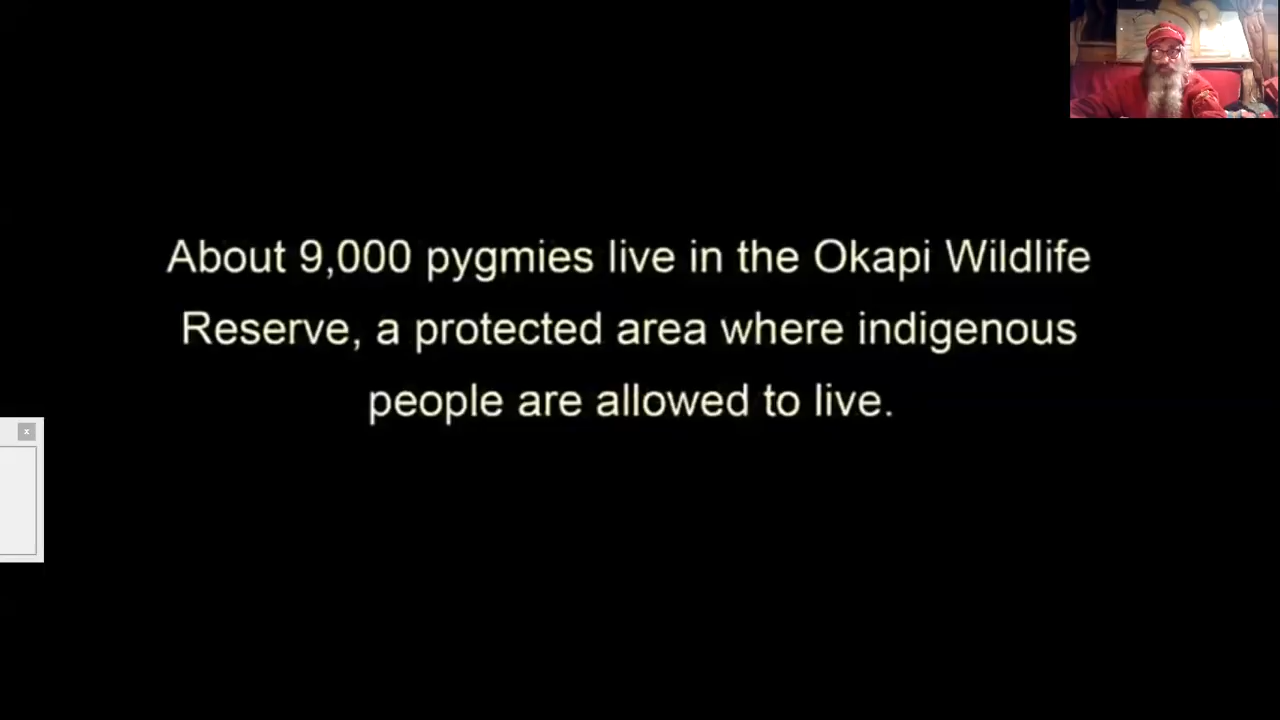 About 9,000 pygmies live in the Okapi Wildlife
Reserve, a protected area where indigenous
people are allowed to live.
x